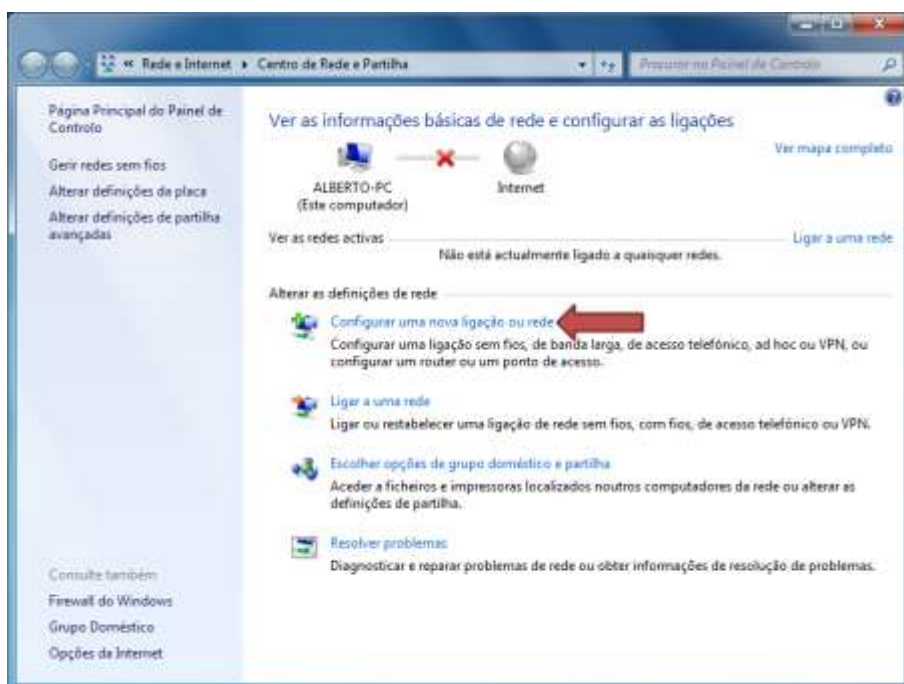 « Rede e Internet ▸ Centro de Rede e Partilha
Procurar no Painel de Controlo
Página Principal do Painel de
Controlo
Gerir redes sem fios
Alterar definições da placa
Alterar definições de partilha
avançadas
Consulte também
Firewall do Windows
Grupo Doméstico
Opções da Internet
Ver as informações básicas de rede e configurar as ligações
Ver mapa completo
ALBERTO-PC
(Este computador)
Internet
Ver as redes activas
Ligar a uma rede
Não está actualmente ligado a quaisquer redes.
Alterar as definições de rede
Configurar uma nova ligação ou rede
Configurar uma ligação sem fios, de banda larga, de acesso telefónico, ad hoc ou VPN, ou
configurar um router ou um ponto de acesso.
Ligar a uma rede
Ligar ou restabelecer uma ligação de rede sem fios, com fios, de acesso telefónico ou VPN.
Escolher opções de grupo doméstico e partilha
Aceder a ficheiros e impressoras localizados noutros computadores da rede ou alterar as
definições de partilha.
Resolver problemas
Diagnosticar e reparar problemas de rede ou obter informações de resolução de problemas.